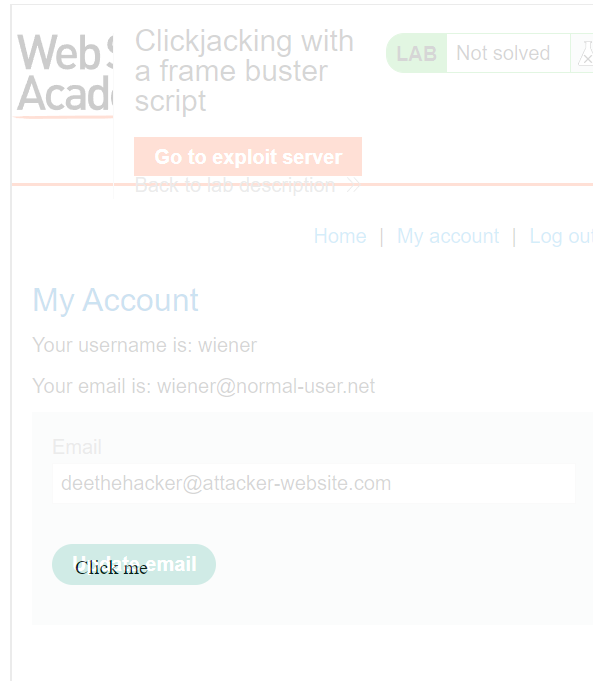 Web S
Acade
Clickjacking with
a frame buster
script
LAB Not solved
Go to exploit server
Back to lab description
Home | My account | Log out
My Account
Your username is: wiener
Your email is: wiener@normal-user.net
Email
deethehacker@attacker-website.com
Update email
Click me